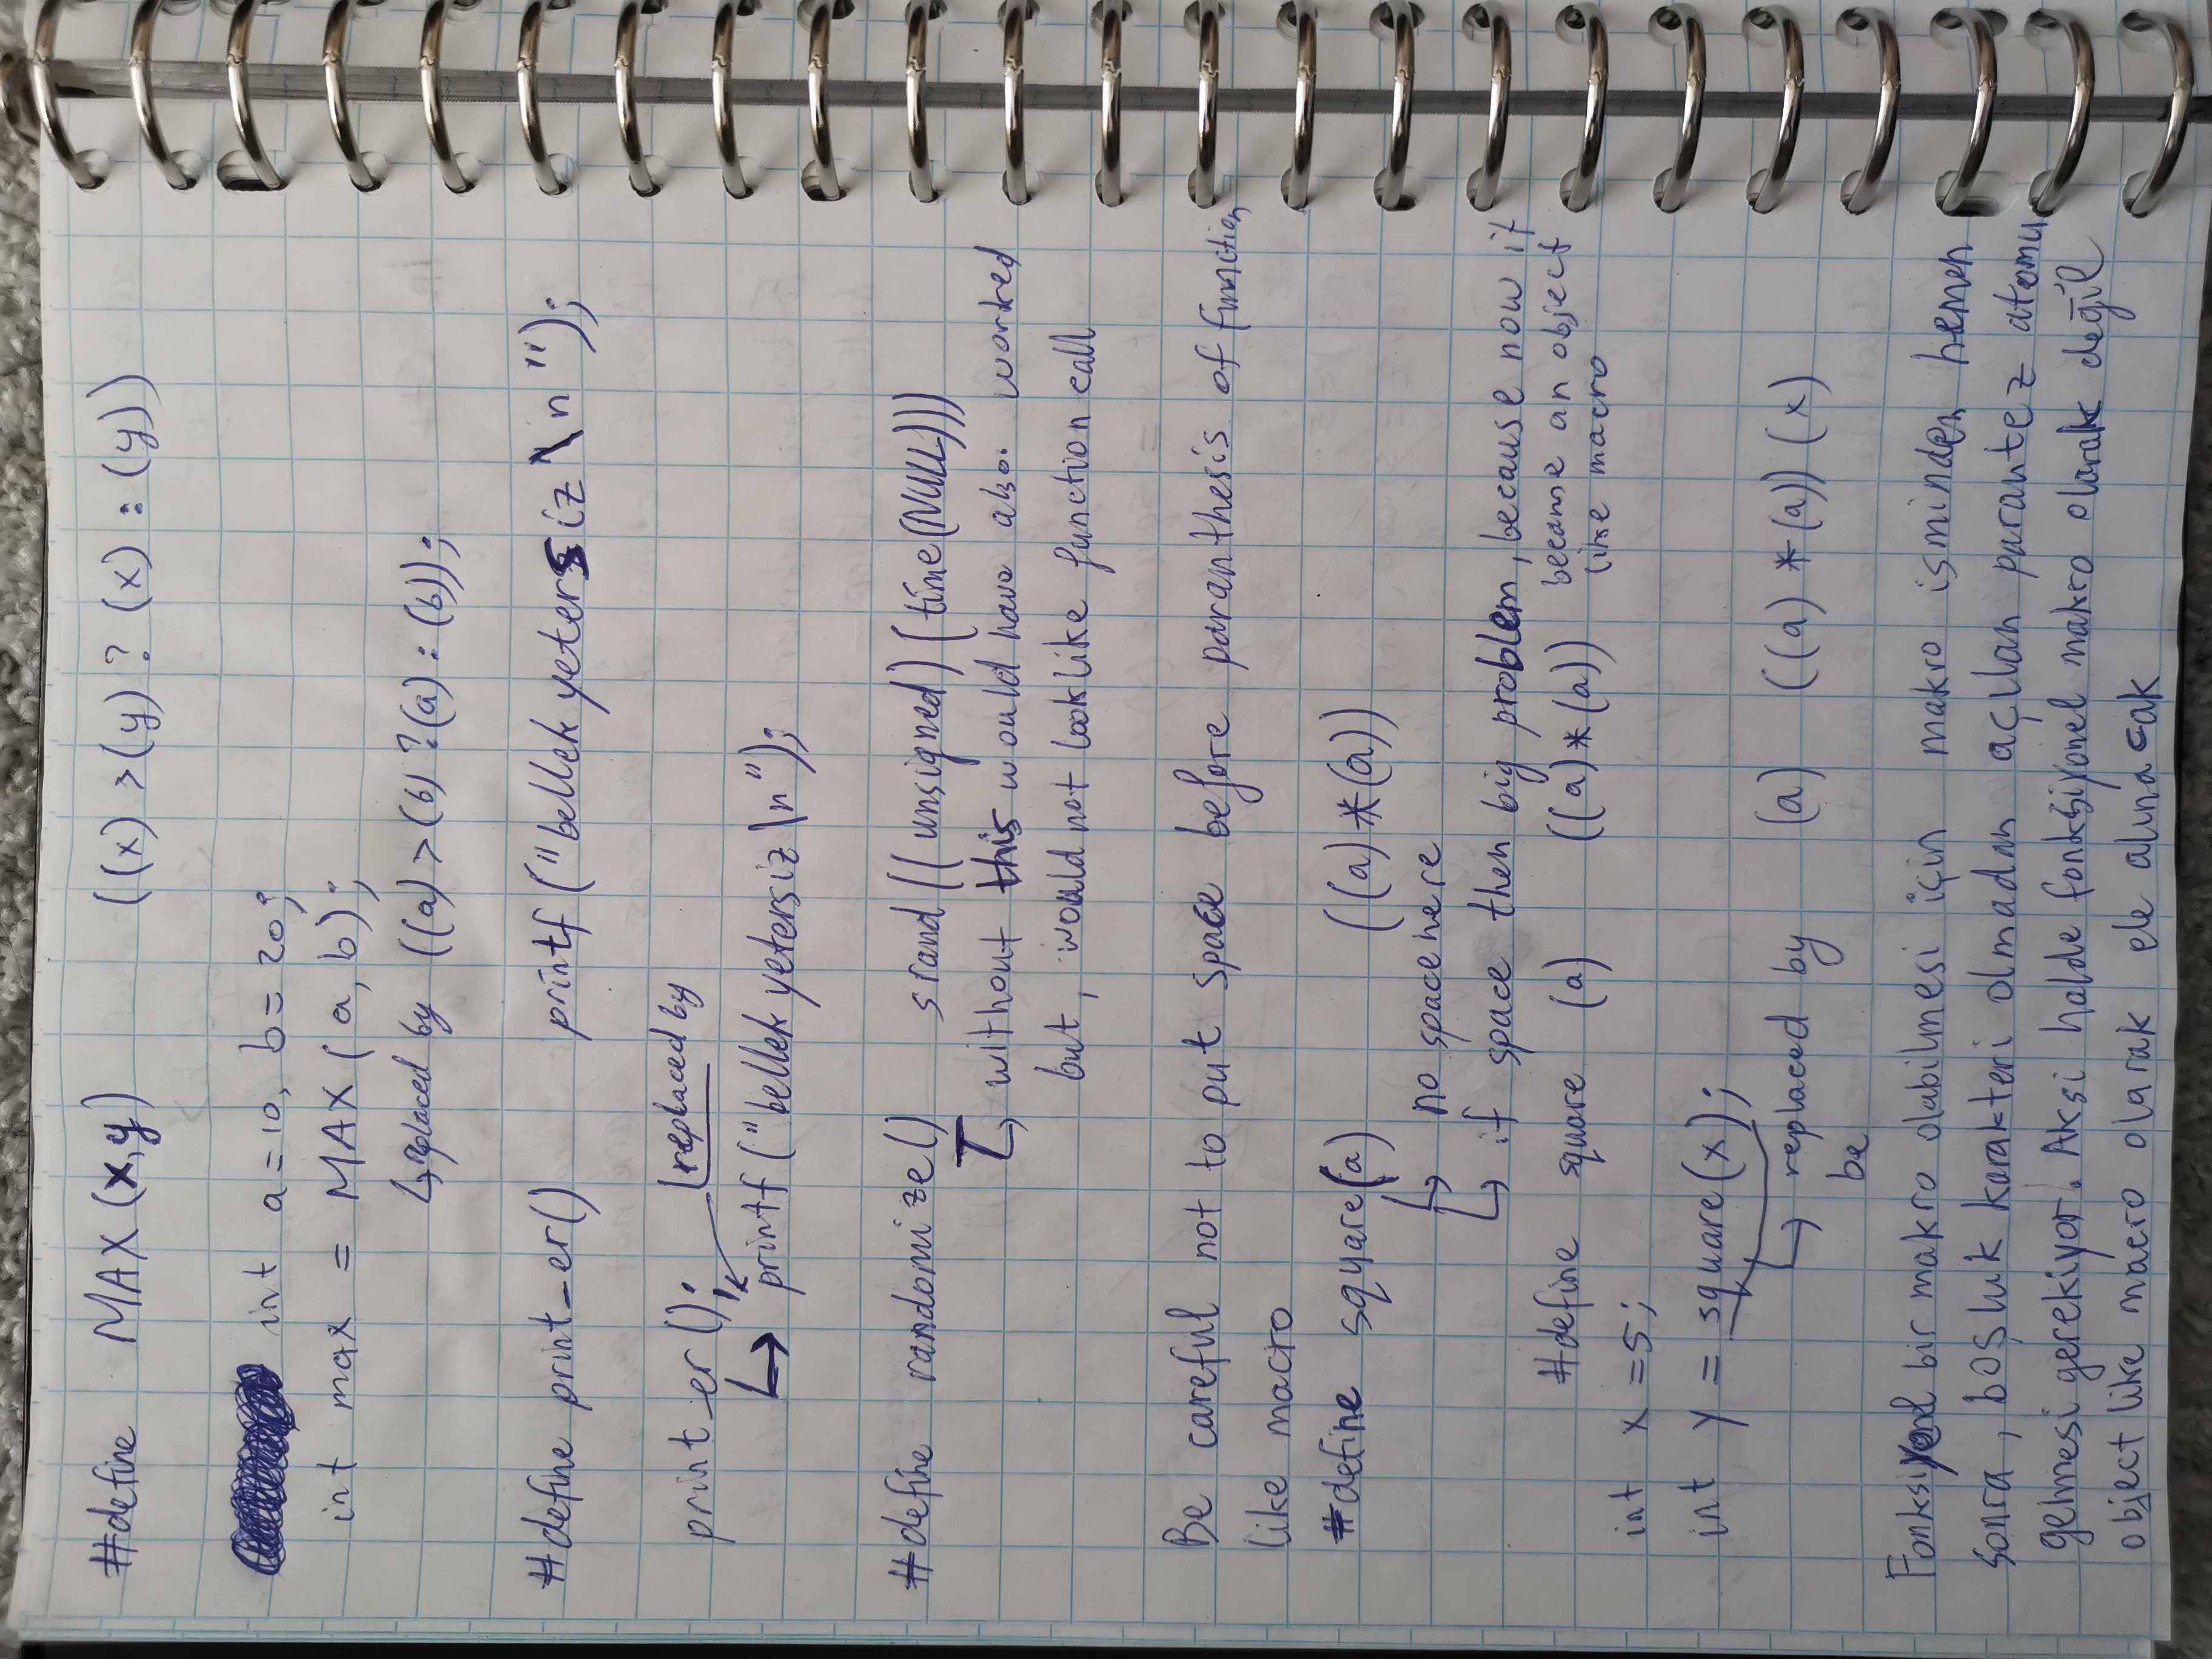 #define MAX(x,y) ((x) >(y) ? (x) : (y))
int a=10, b=20;
int max = MAX(a, b);
replaced by ((a) > (b) ?(a) : (b));
#define print_er() printf("bellek yetersiz\n");
print_er(); replaced by
printf("bellek yetersiz\n");
#define randomize() srand((unsigned)(time(NULL)))
without this would have also worked
but, would not look like function call
Be careful not to put space before paranthesis of function
like macro
#define square(a) ((a)*(a))
no space here
if space then big problem, because now it
#define square (a) ((a)*(a)) became an object
like macro
int x =5;
int y = square(x);
replaced by (a) ((a)*(a))(x)
be
Fonksiyonel bir makro olabilmesi için makro isminden hemen
sonra, boşluk karakteri olmadan açılan parantez atomu
gelmesi gerekiyor. Aksi halde fonksiyonel makro olarak değil
object like macro olarak ele alınacak